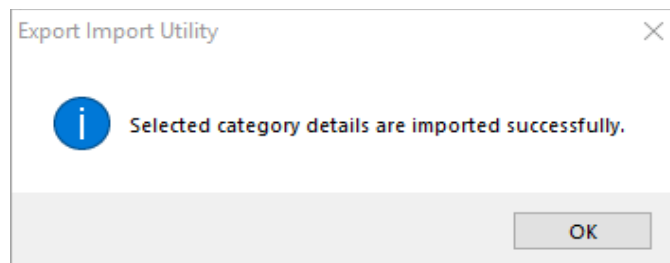 Export Import Utility
Selected category details are imported successfully.
OK